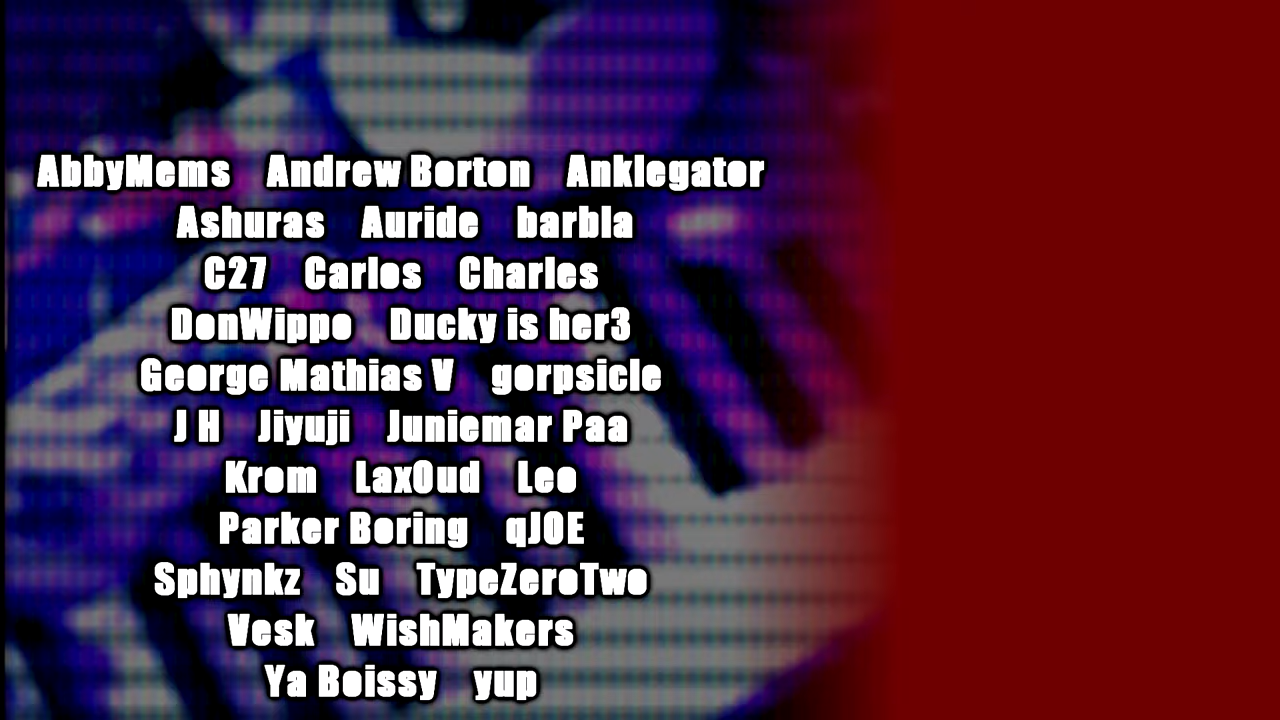 AbbyMems Andrew Borton Anklegator
Ashuras Auride barbla
C27 Carlos Charles
DonWippo Ducky is her3
George Mathias V gorpsicle
J H Jiyuji Juniemar Paa
Krom LaxOud Leo
Parker Boring qJOE
Sphynkz Su TypeZeroTwo
Vesk WishMakers
Ya Boissy yup